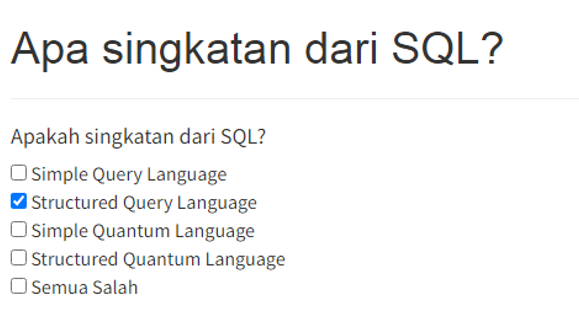 Apa singkatan dari SQL?
Apakah singkatan dari SQL?
Simple Query Language
Structured Query Language
Simple Quantum Language
Structured Quantum Language
Semua Salah